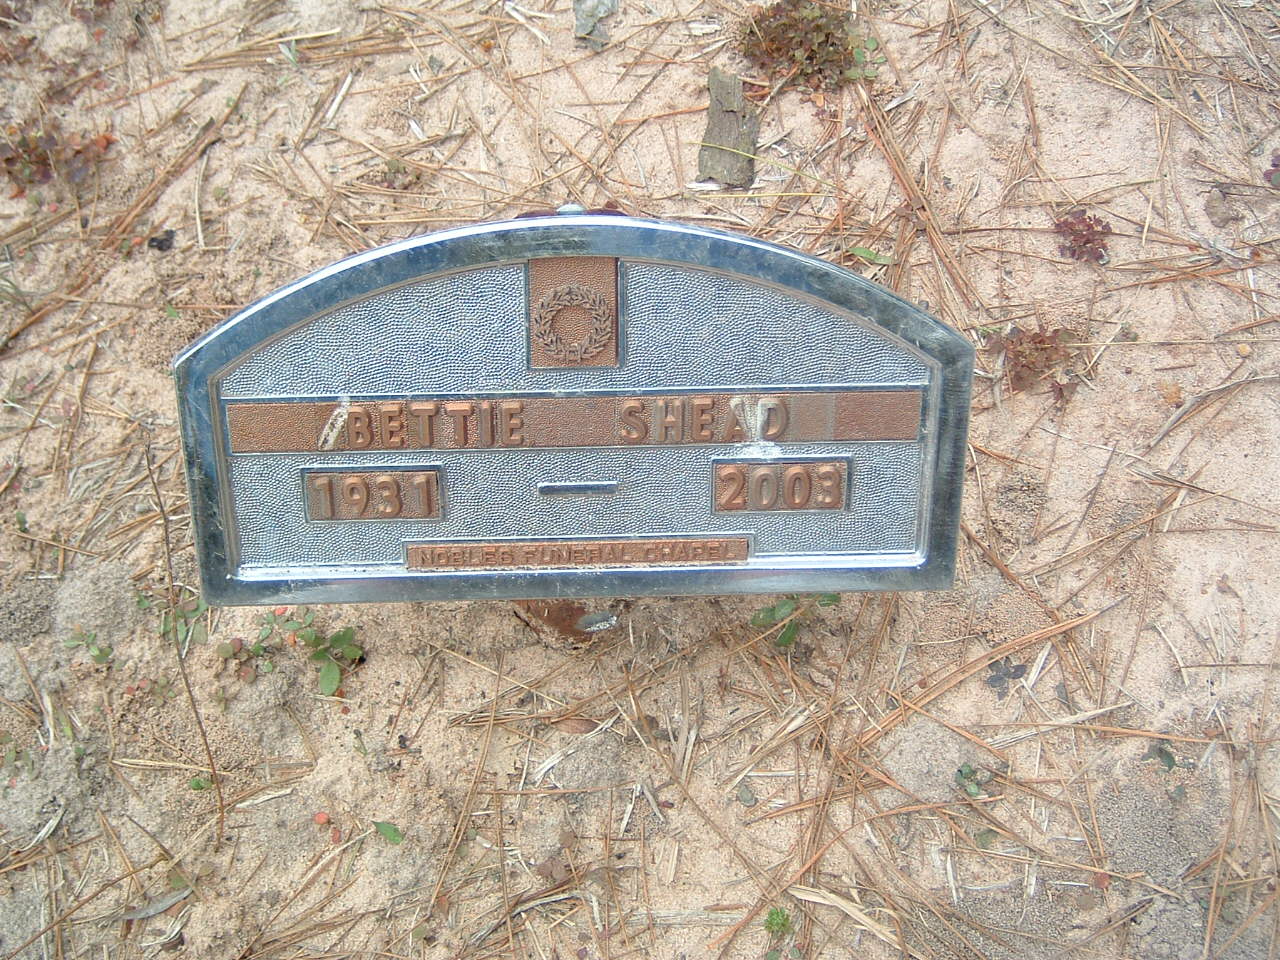 BETTIE SHEAD
1931 — 2003
NOBLES FUNERAL CHAPEL